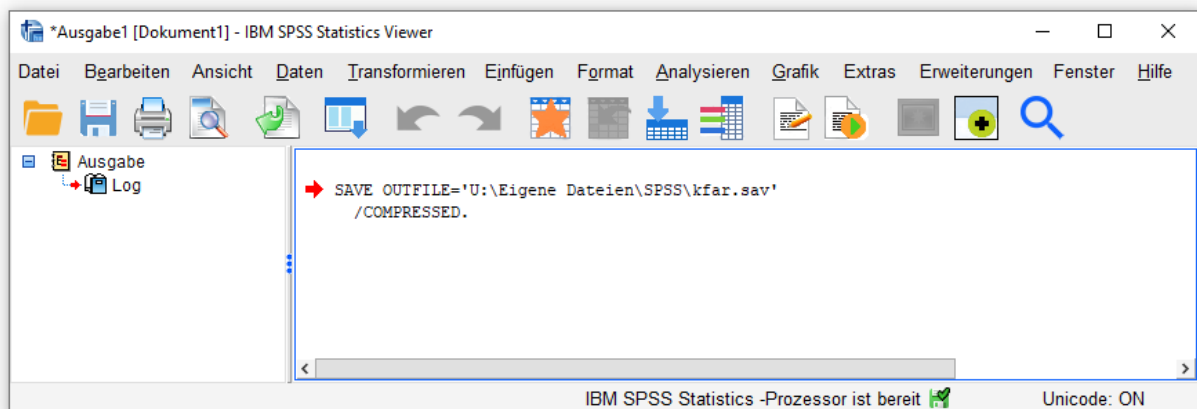 *Ausgabe1 [Dokument1] - IBM SPSS Statistics Viewer
Datei Bearbeiten Ansicht Daten Transformieren Einfügen Format Analysieren Grafik Extras Erweiterungen Fenster Hilfe
Ausgabe
Log
SAVE OUTFILE='U:\Eigene Dateien\SPSS\kfar.sav'
/COMPRESSED.
IBM SPSS Statistics -Prozessor ist bereit Unicode: ON